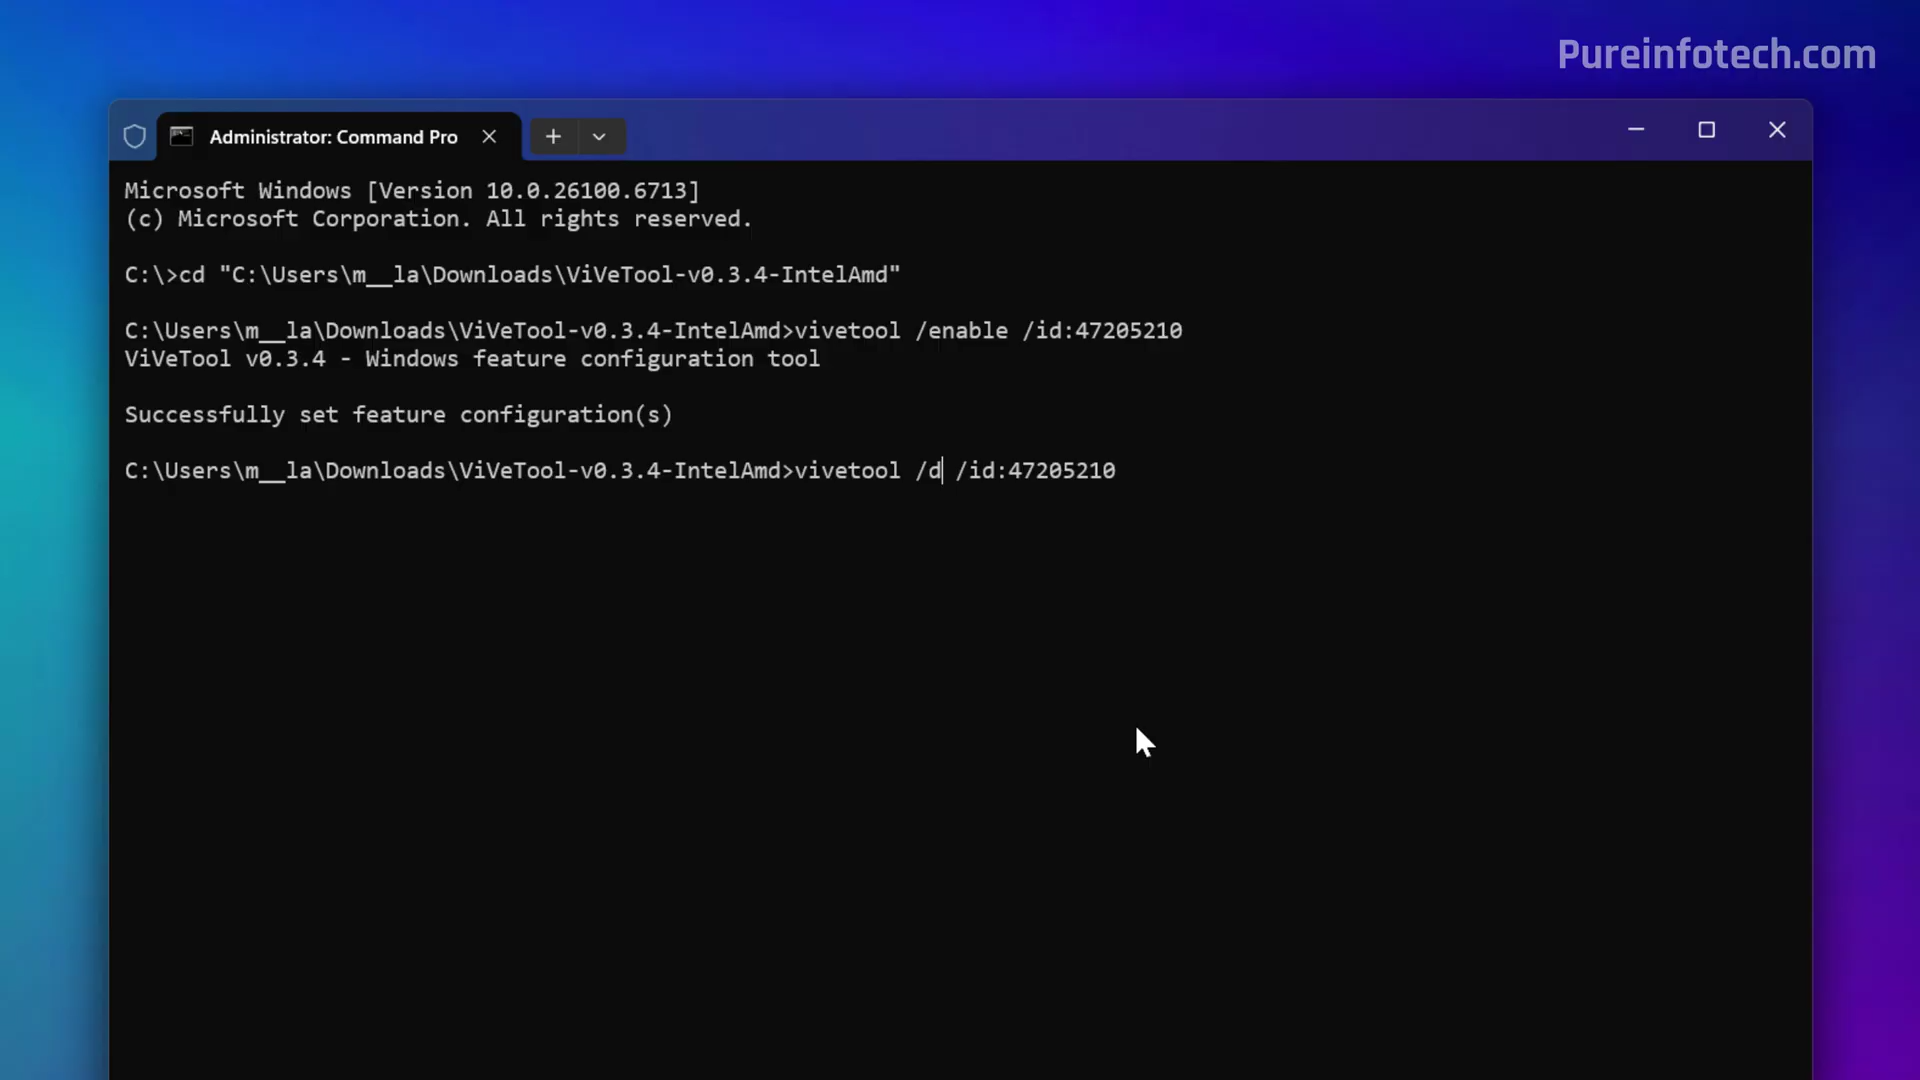 Pureinfotech.com
Administrator: Command Pro
Microsoft Windows [Version 10.0.26100.6713]
(c) Microsoft Corporation. All rights reserved.
C:\>cd "C:\Users\m__la\Downloads\ViVeTool-v0.3.4-IntelAmd"
C:\Users\m__la\Downloads\ViVeTool-v0.3.4-IntelAmd>vivetool /enable /id:47205210
ViVeTool v0.3.4 - Windows feature configuration tool
Successfully set feature configuration(s)
C:\Users\m__la\Downloads\ViVeTool-v0.3.4-IntelAmd>vivetool /d /id:47205210